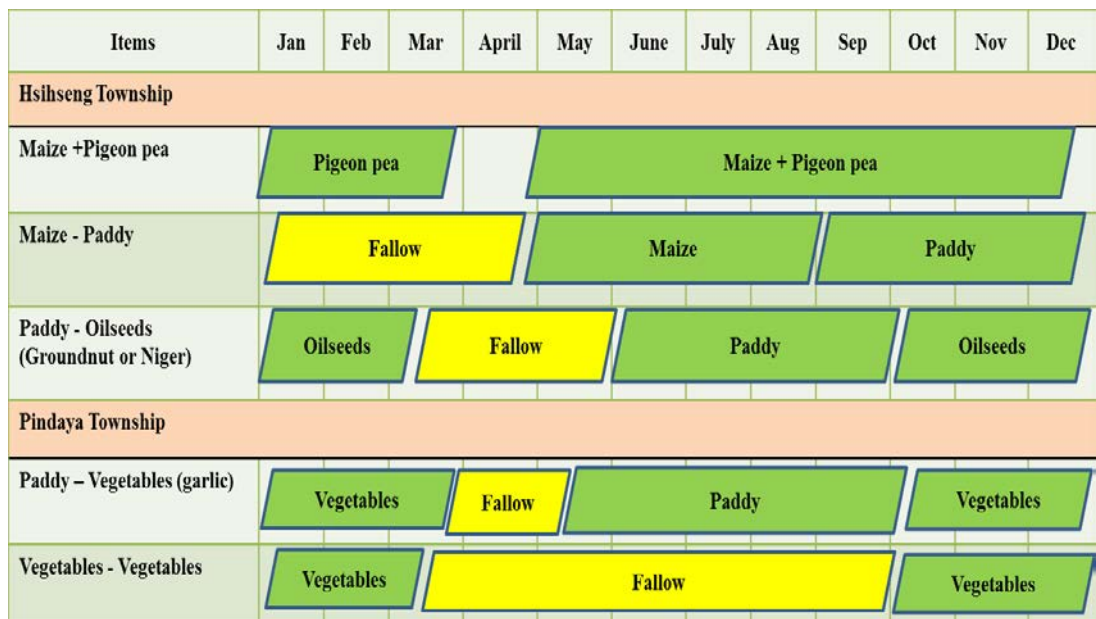 Items Jan Feb Mar April May June July Aug Sep Oct Nov Dec
Hsihseng Township
Maize +Pigeon pea Pigeon pea Maize + Pigeon pea
Maize - Paddy Fallow Maize Paddy
Paddy - Oilseeds
(Groundnut or Niger) Oilseeds Fallow Paddy Oilseeds
Pindaya Township
Paddy – Vegetables (garlic) Vegetables Fallow Paddy Vegetables
Vegetables - Vegetables Vegetables Fallow Vegetables